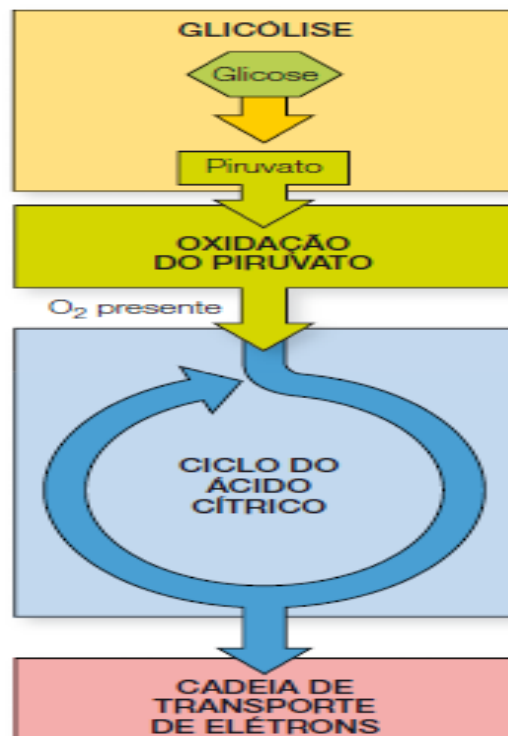 GLICÓLISE
Glicose
Piruvato
OXIDAÇÃO
DO PIRUVATO
O₂ presente
CICLO DO
ÁCIDO
CÍTRICO
CADEIA DE
TRANSPORTE
DE ELÉTRONS